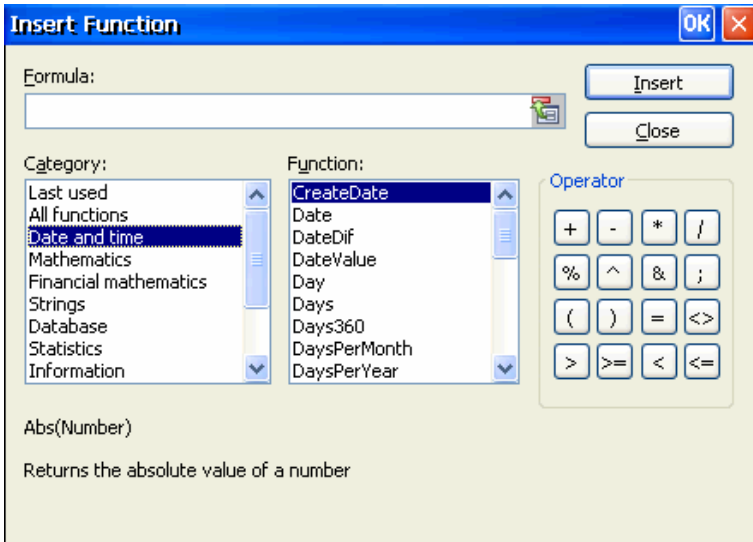 Insert Function
OK
Formula:
Insert
Close
Category:
Last used
All functions
Date and time
Mathematics
Financial mathematics
Strings
Database
Statistics
Information
Function:
CreateDate
Date
DateDif
DateValue
Day
Days
Days360
DaysPerMonth
DaysPerYear
Operator
+ - * /
% ^ & ;
( ) = <>
> >= < <=
Abs(Number)
Returns the absolute value of a number